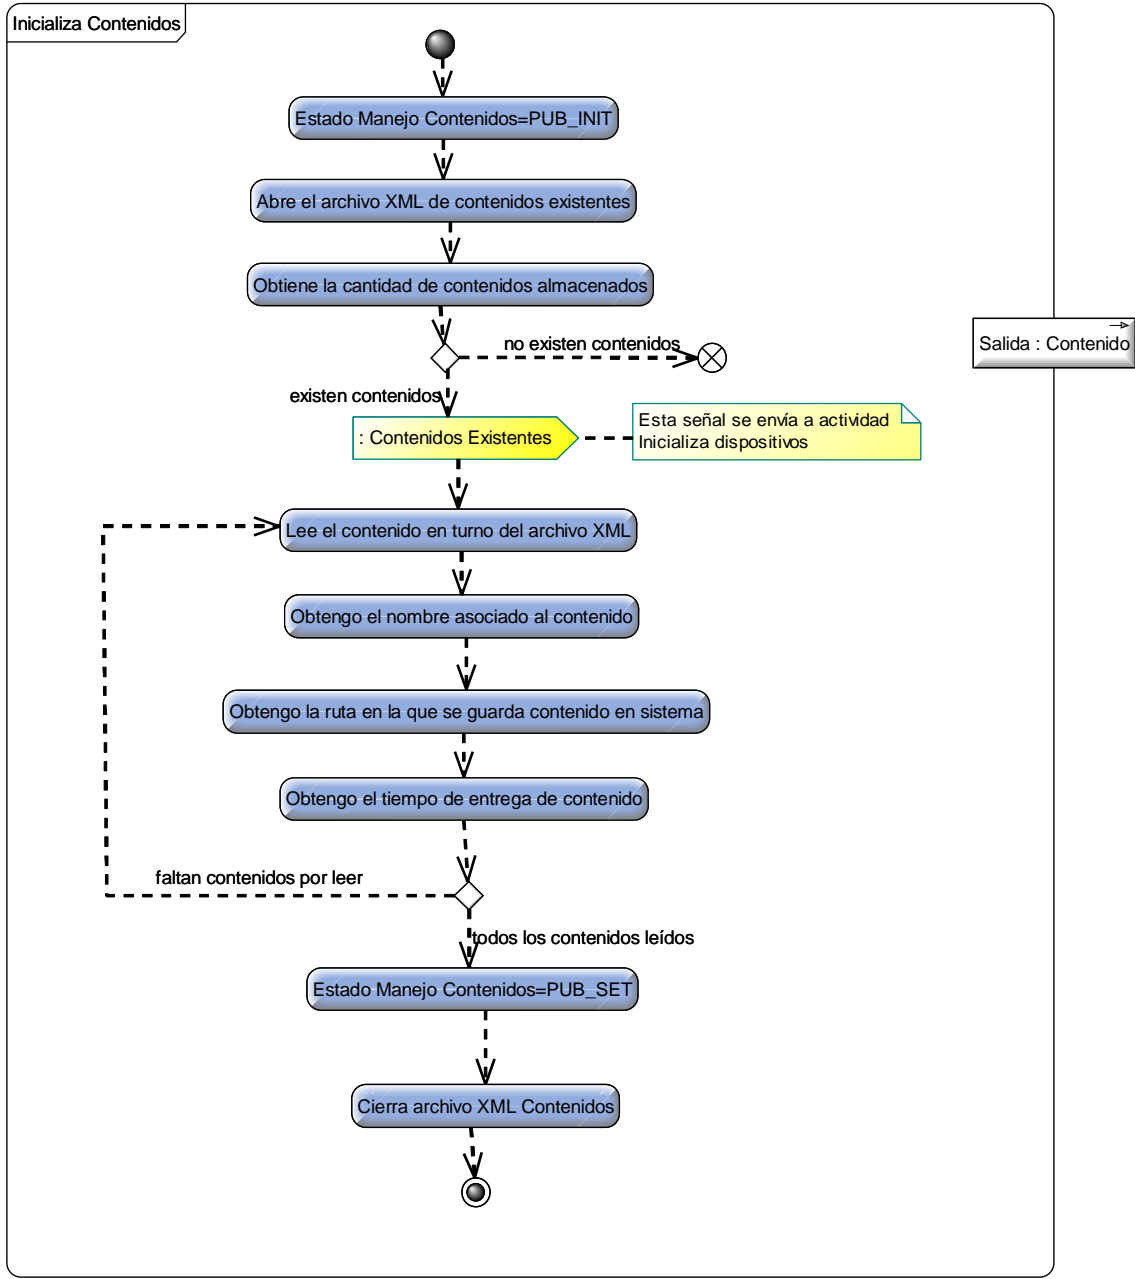 Inicializa Contenidos
Estado Manejo Contenidos=PUB_INIT
Abre el archivo XML de contenidos existentes
Obtiene la cantidad de contenidos almacenados
no existen contenidos
Salida : Contenido
existen contenidos
: Contenidos Existentes
Esta señal se envía a actividad
Inicializa dispositivos
Lee el contenido en turno del archivo XML
Obtengo el nombre asociado al contenido
Obtengo la ruta en la que se guarda contenido en sistema
Obtengo el tiempo de entrega de contenido
faltan contenidos por leer
todos los contenidos leídos
Estado Manejo Contenidos=PUB_SET
Cierra archivo XML Contenidos